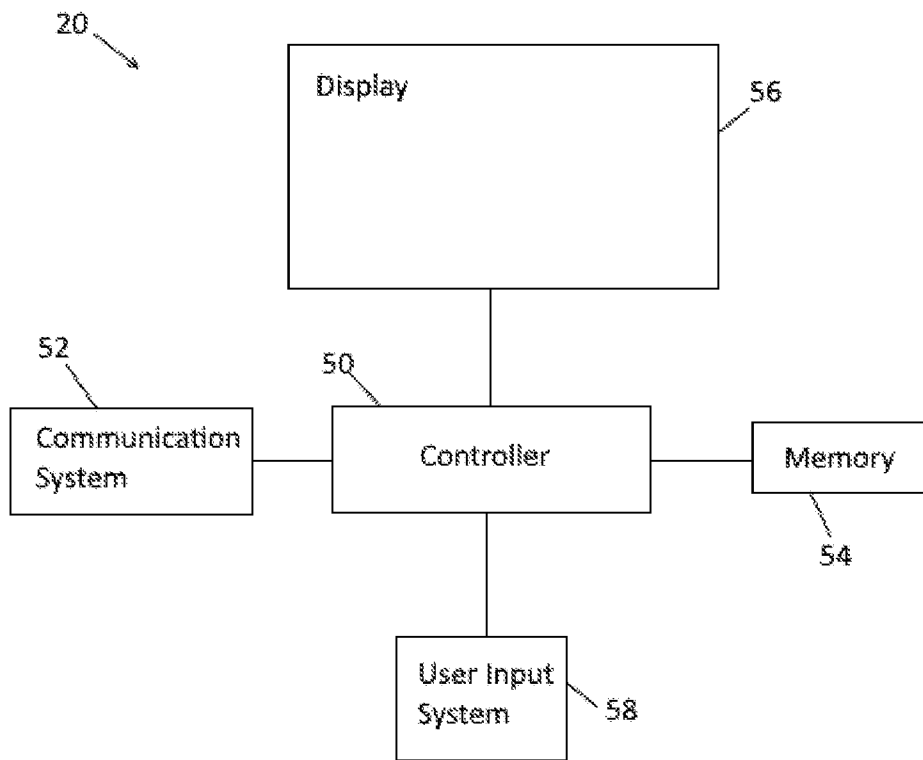 20
Display
56
52
50
Communication
System
Controller
Memory
54
User Input
System
58